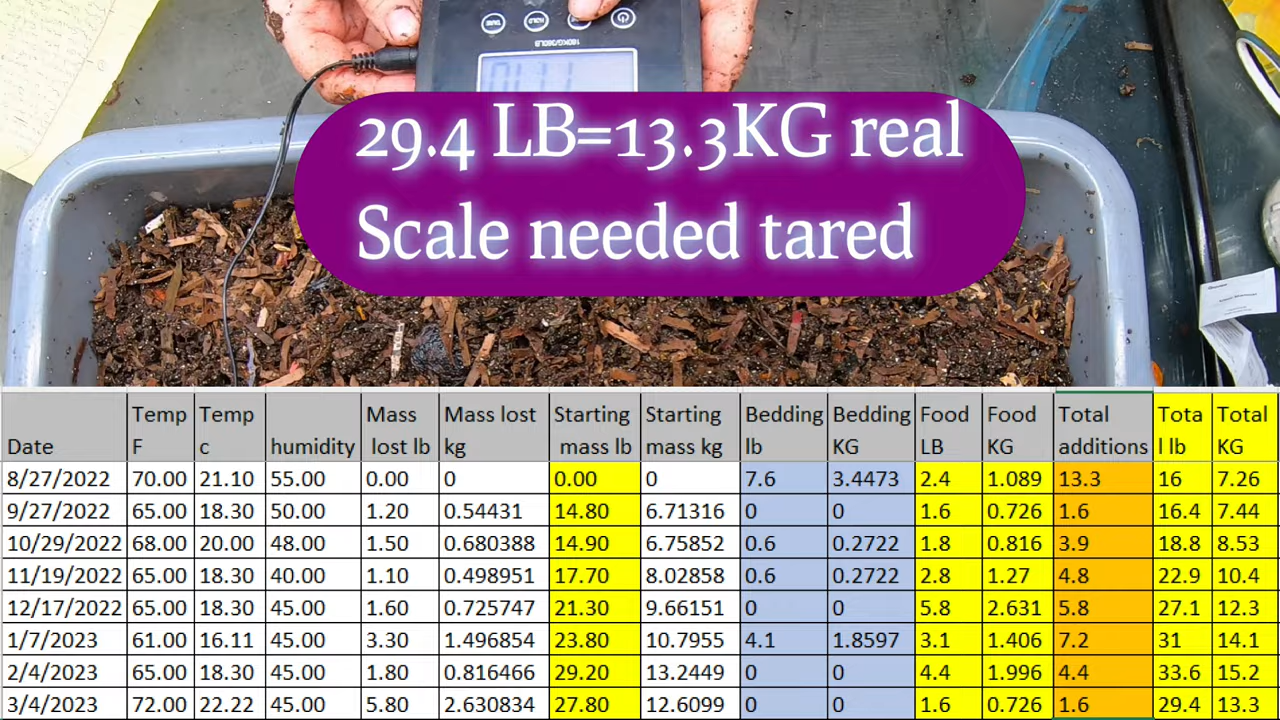 TARE HOLD
160KG/350LB
29.4 LB=13.3KG real
Scale needed tared
Date Temp F Temp c humidity Mass lost lb Mass lost kg Starting mass lb Starting mass kg Bedding lb Bedding KG Food LB Food KG Total additions Tota l lb Total KG
8/27/2022 70.00 21.10 55.00 0.00 0 0.00 0 7.6 3.4473 2.4 1.089 13.3 16 7.26
9/27/2022 65.00 18.30 50.00 1.20 0.54431 14.80 6.71316 0 0 1.6 0.726 1.6 16.4 7.44
10/29/2022 68.00 20.00 48.00 1.50 0.680388 14.90 6.75852 0.6 0.2722 1.8 0.816 3.9 18.8 8.53
11/19/2022 65.00 18.30 40.00 1.10 0.498951 17.70 8.02858 0.6 0.2722 2.8 1.27 4.8 22.9 10.4
12/17/2022 65.00 18.30 45.00 1.60 0.725747 21.30 9.66151 0 0 5.8 2.631 5.8 27.1 12.3
1/7/2023 61.00 16.11 45.00 3.30 1.496854 23.80 10.7955 4.1 1.8597 3.1 1.406 7.2 31 14.1
2/4/2023 65.00 18.30 45.00 1.80 0.816466 29.20 13.2449 0 0 4.4 1.996 4.4 33.6 15.2
3/4/2023 72.00 22.22 45.00 5.80 2.630834 27.80 12.6099 0 0 1.6 0.726 1.6 29.4 13.3